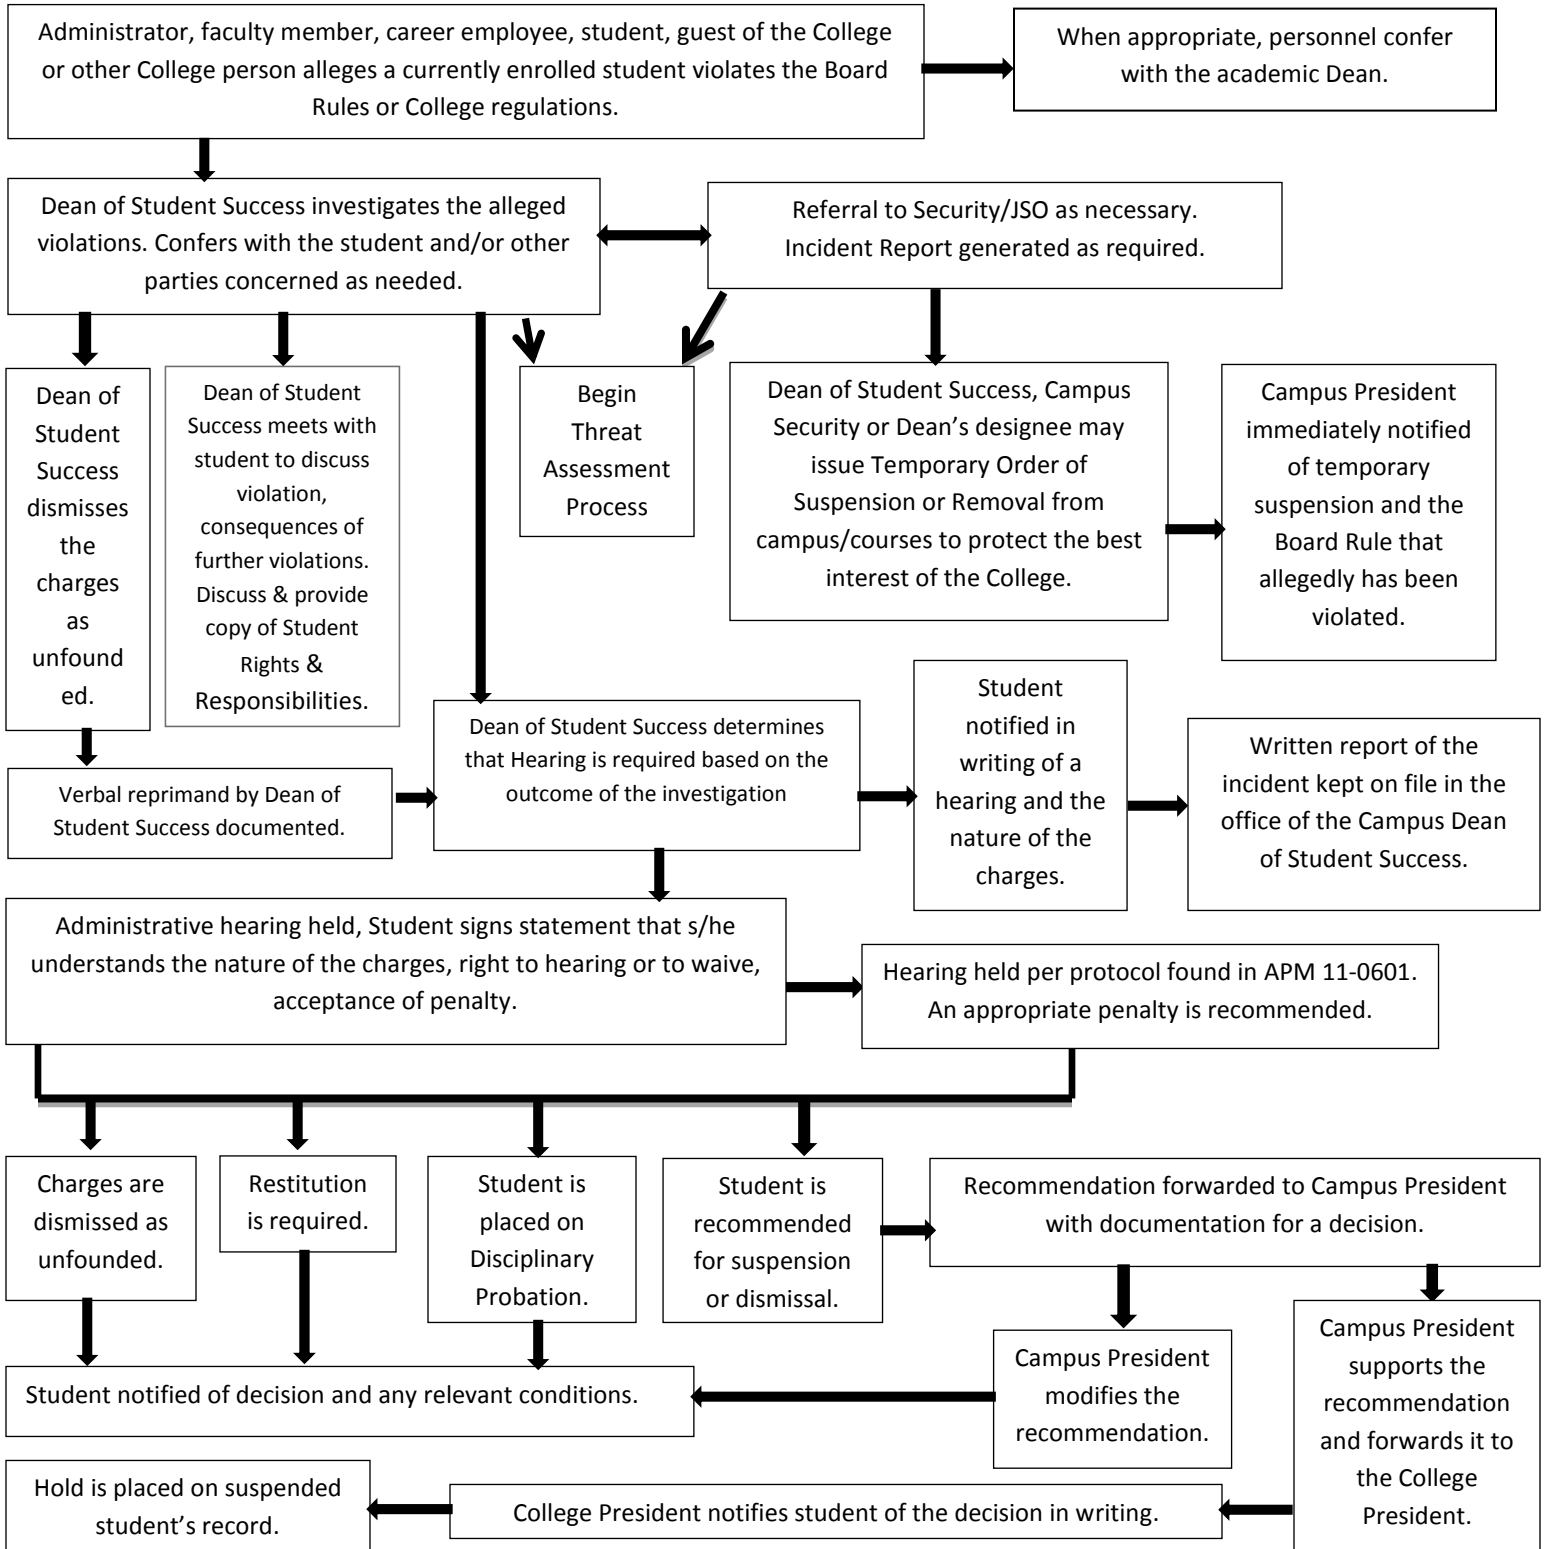 Administrator, faculty member, career employee, student, guest of the College
or other College person alleges a currently enrolled student violates the Board
Rules or College regulations.
When appropriate, personnel confer
with the academic Dean.
Dean of Student Success investigates the alleged
violations. Confers with the student and/or other
parties concerned as needed.
Referral to Security/JSO as necessary.
Incident Report generated as required.
Dean of
Student
Success
dismisses
the
charges
as
unfound
ed.
Dean of Student
Success meets with
student to discuss
violation,
consequences of
further violations.
Discuss & provide
copy of Student
Rights &
Responsibilities.
Begin
Threat
Assessment
Process
Dean of Student Success, Campus
Security or Dean’s designee may
issue Temporary Order of
Suspension or Removal from
campus/courses to protect the best
interest of the College.
Campus President
immediately notified
of temporary
suspension and the
Board Rule that
allegedly has been
violated.
Verbal reprimand by Dean of
Student Success documented.
Dean of Student Success determines
that Hearing is required based on the
outcome of the investigation
Student
notified in
writing of a
hearing and the
nature of the
charges.
Written report of the
incident kept on file in the
office of the Campus Dean
of Student Success.
Administrative hearing held, Student signs statement that s/he
understands the nature of the charges, right to hearing or to waive,
acceptance of penalty.
Hearing held per protocol found in APM 11-0601.
An appropriate penalty is recommended.
Charges are
dismissed as
unfounded.
Restitution
is required.
Student is
placed on
Disciplinary
Probation.
Student is
recommended
for suspension
or dismissal.
Recommendation forwarded to Campus President
with documentation for a decision.
Student notified of decision and any relevant conditions.
Campus President
modifies the
recommendation.
Campus President
supports the
recommendation
and forwards it to
the College
President.
Hold is placed on suspended
student’s record.
College President notifies student of the decision in writing.